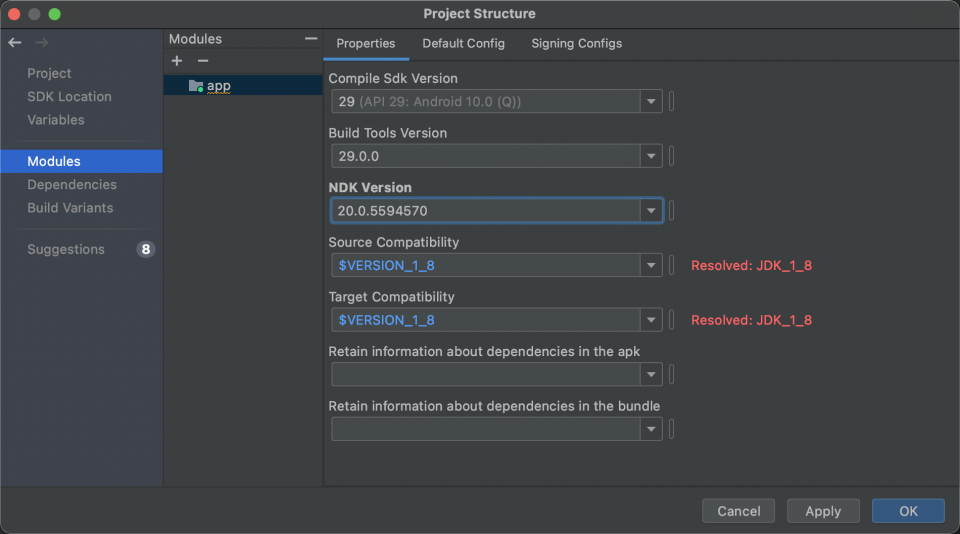 Project Structure
Project
SDK Location
Variables
Modules
Dependencies
Build Variants
Suggestions 8
Modules
app
Properties Default Config Signing Configs
Compile Sdk Version
29 (API 29: Android 10.0 (Q))
Build Tools Version
29.0.0
NDK Version
20.0.5594570
Source Compatibility
$VERSION_1_8 Resolved: JDK_1_8
Target Compatibility
$VERSION_1_8 Resolved: JDK_1_8
Retain information about dependencies in the apk
Retain information about dependencies in the bundle
Cancel Apply OK